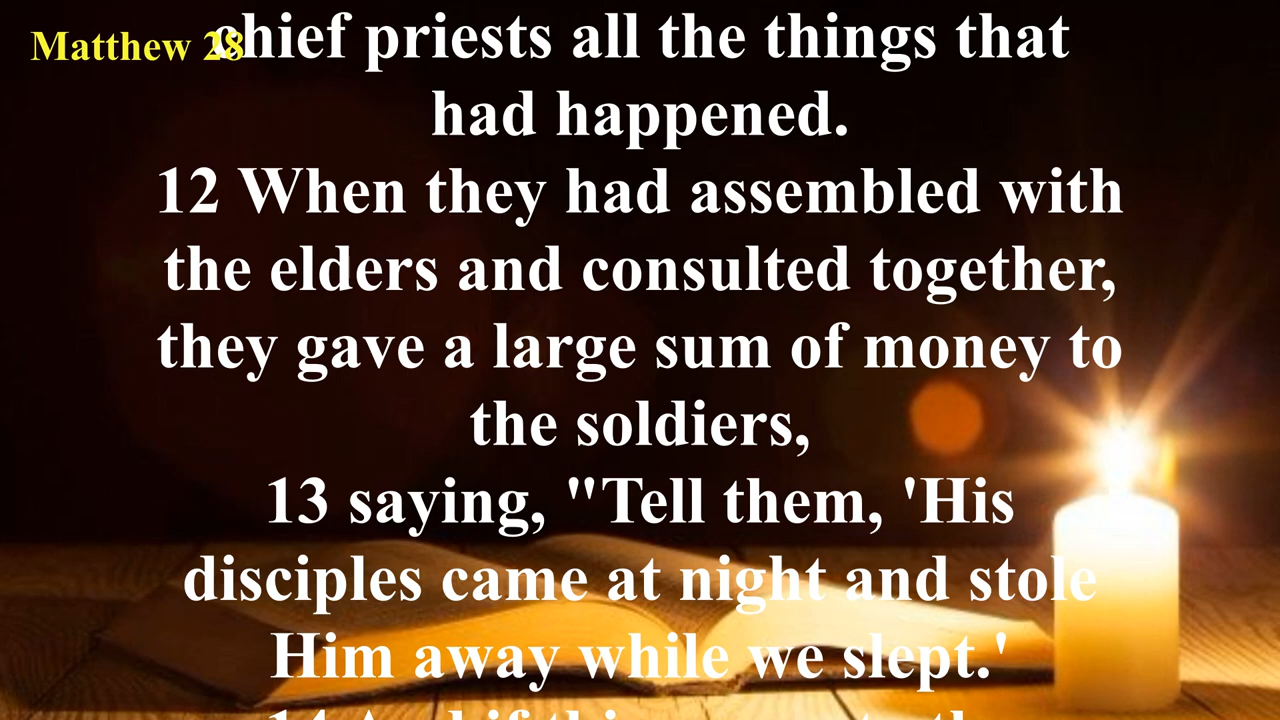 Matthew 28
chief priests all the things that
had happened.
12 When they had assembled with
the elders and consulted together,
they gave a large sum of money to
the soldiers,
13 saying, "Tell them, 'His
disciples came at night and stole
Him away while we slept.'